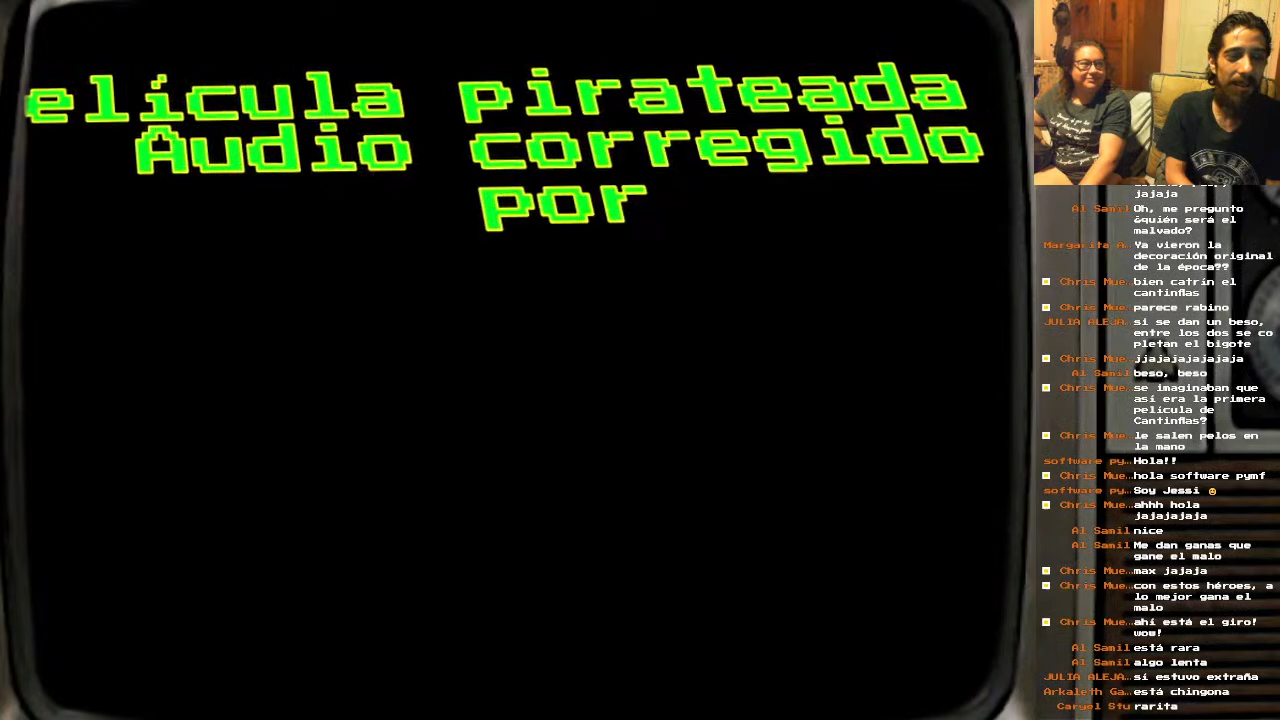 elícula pirateada
Audio corregido
por
jajaja
Al Samil Oh, me pregunto
¿quién será el
malvado?
Margarita A… Ya vieron la
decoración original
de la época??
Chris Mue… bien catrín el
cantinflas
Chris Mue… parece rabino
JULIA ALEJA… si se dan un beso,
entre los dos se co
pletan el bigote
Chris Mue… jjajajajajajaja
Al Samil beso, beso
Chris Mue… se imaginaban que
así era la primera
película de
Cantinflas?
Chris Mue… le salen pelos en
la mano
software py… Hola!!
Chris Mue… hola software pymf
software py… Soy Jessi
Chris Mue… ahhh hola
jajajajaja
Al Samil nice
Al Samil Me dan ganas que
gane el malo
Chris Mue… max jajaja
Chris Mue… con estos héroes, a
lo mejor gana el
malo
Chris Mue… ahí está el giro!
wow!
Al Samil está rara
Al Samil algo lenta
JULIA ALEJA… sí estuvo extraña
Arkaleth Ga… está chingona
Caryel Stu rarita